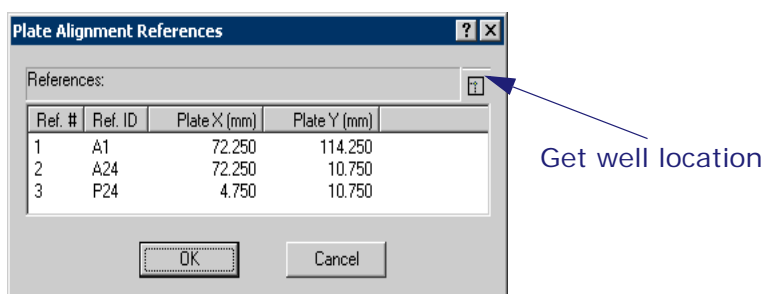 Plate Alignment References
References:
Get well location
Ref. # Ref. ID Plate X (mm) Plate Y (mm)
1 A1 72.250 114.250
2 A24 72.250 10.750
3 P24 4.750 10.750
OK Cancel